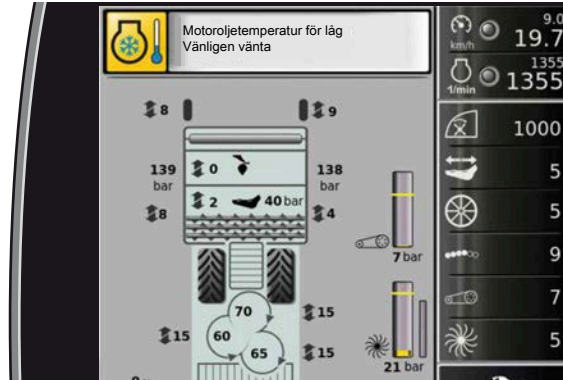 Motoroljetemperatur för låg
Vänligen vänta
9.0
km/h 19.7
1355
1/min 1355
8 9
1000
139 bar
0
138 bar
5
2 40 bar
8 4
5
7 bar
9
70
15
7
60
15
65
15
5
21 bar